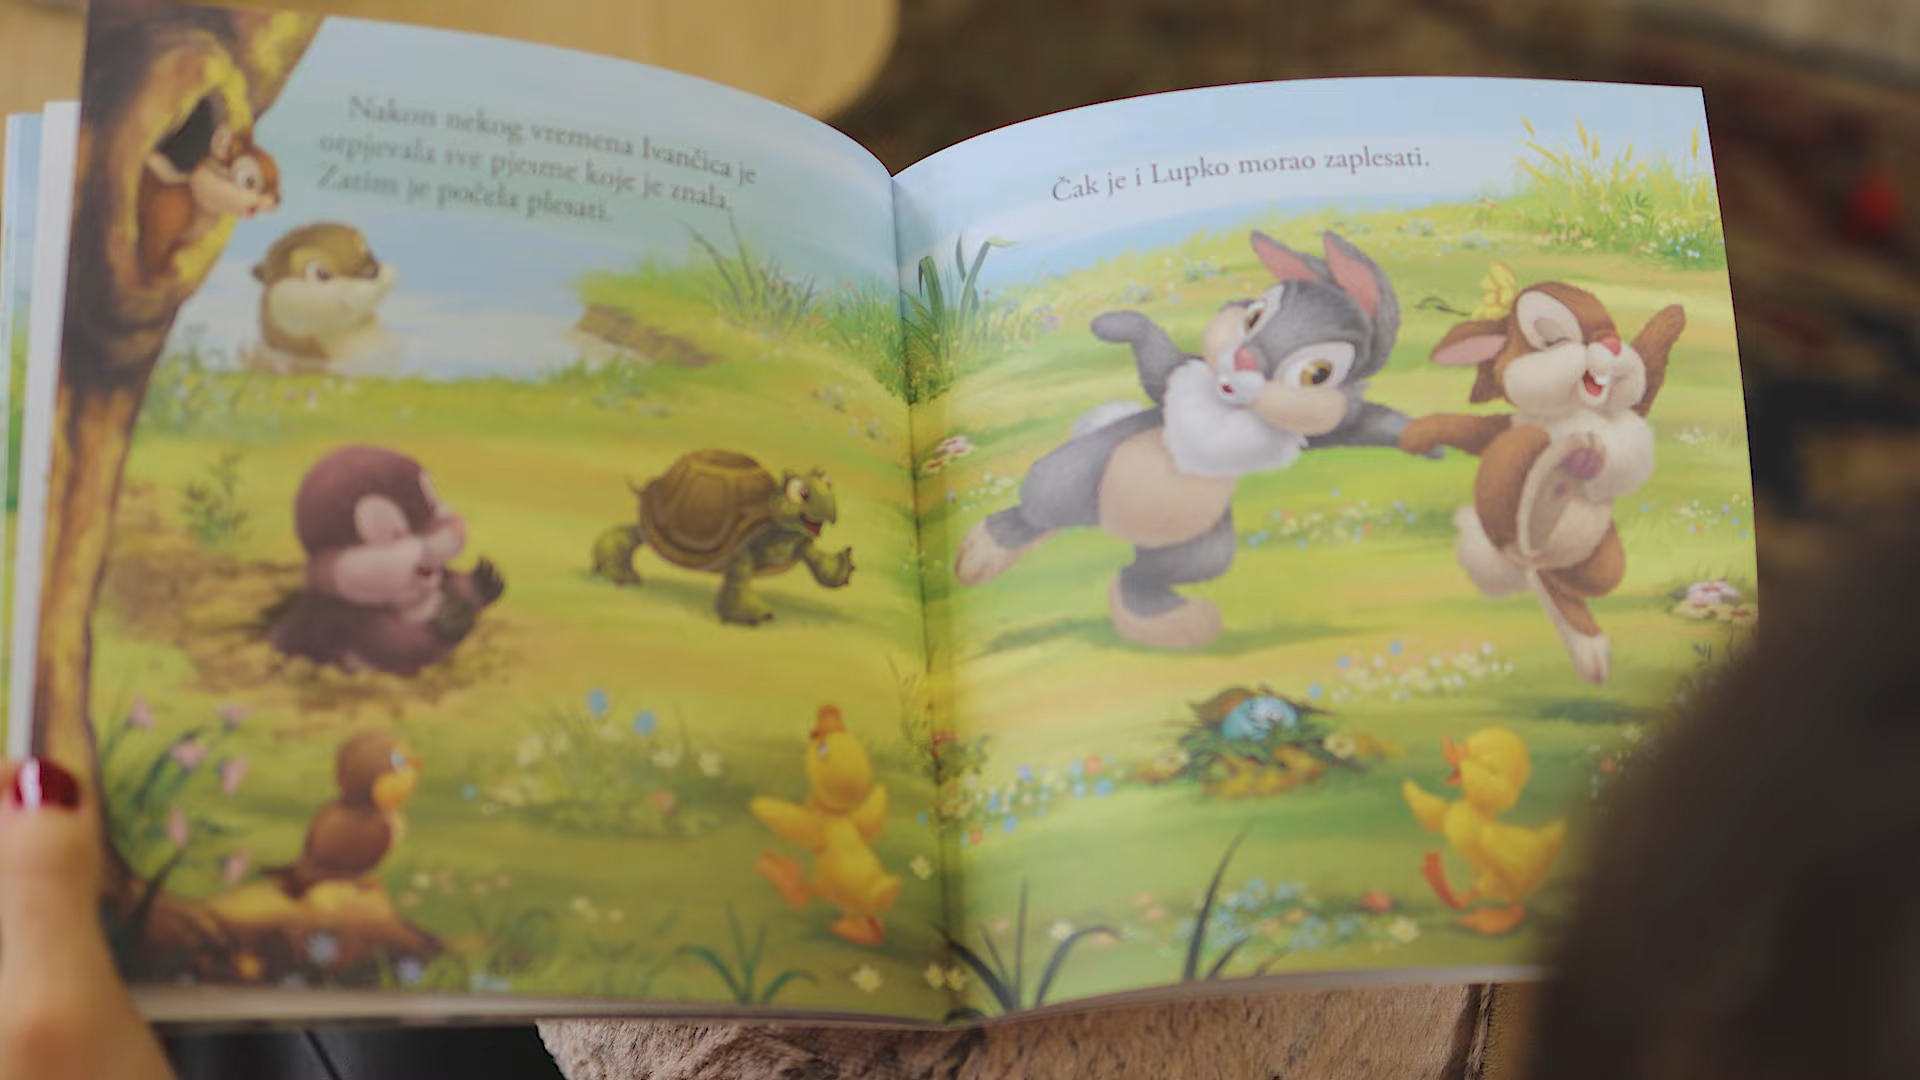 Nakon nekog vremena Ivančica je
otpjevala sve pjesme koje je znala.
Zatim je počela plesati.
Čak je i Lupko morao zaplesati.